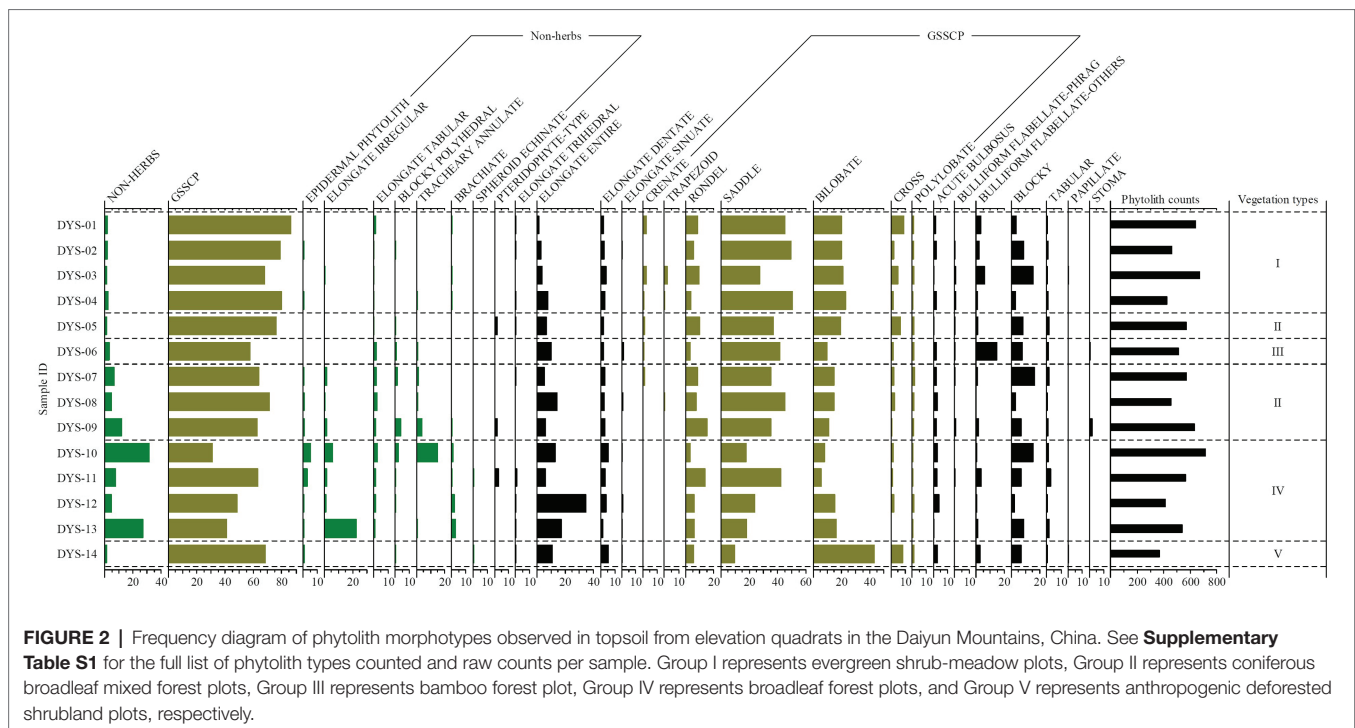 Non-herbs
GSSCP
NON-HERBS
GSSCP
EPIDERMAL PHYTOLITH
ELONGATE IRREGULAR
ELONGATE TABULAR
BLOCKY POLYHEDRAL
TRACHEARY ANNULATE
BRACHIATE
SPHEROID ECHINATE
PTERIDOPHYTE-TYPE
ELONGATE TRIHEDRAL
ELONGATE ENTIRE
ELONGATE DENTATE
ELONGATE SINUATE
CRENATE
TRAPEZOID
RONDEL
SADDLE
BILOBATE
CROSS
POLYLOBATE
ACUTE BULBOSUS
BULLIFORM FLABELLATE-PHRAG
BULLIFORM FLABELLATE-OTHERS
BLOCKY
TABULAR
PAPILLATE
STOMA
Phytolith counts
Vegetation types
Sample ID
DYS-01
DYS-02
DYS-03
DYS-04
DYS-05
DYS-06
DYS-07
DYS-08
DYS-09
DYS-10
DYS-11
DYS-12
DYS-13
DYS-14
I
II
III
II
IV
V
20 40 20 40 60 80 10 20 10 10 10 10 10 10 10 20 40 10 10 10 10 20 20 40 60 20 40 10 10 10 10 10 20 10 10 10 0 200 400 600 800
FIGURE 2 | Frequency diagram of phytolith morphotypes observed in topsoil from elevation quadrats in the Daiyun Mountains, China. See Supplementary
Table S1 for the full list of phytolith types counted and raw counts per sample. Group I represents evergreen shrub-meadow plots, Group II represents coniferous
broadleaf mixed forest plots, Group III represents bamboo forest plot, Group IV represents broadleaf forest plots, and Group V represents anthropogenic deforested
shrubland plots, respectively.